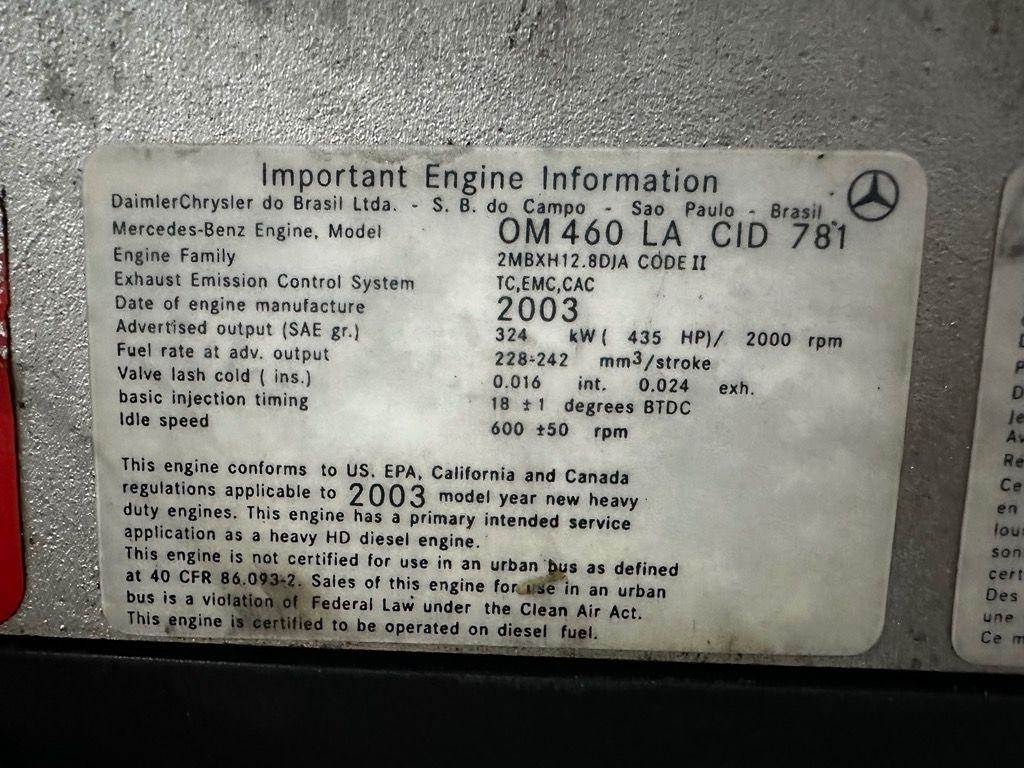 Important Engine Information
DaimlerChrysler do Brasil Ltda. - S. B. do Campo - Sao Paulo - Brasil
Mercedes-Benz Engine, Model OM 460 LA CID 781
Engine Family 2MBXH12.8DJA CODE II
Exhaust Emission Control System TC,EMC,CAC
Date of engine manufacture 2003
Advertised output (SAE gr.) 324 kW ( 435 HP)/ 2000 rpm
Fuel rate at adv. output 228-242 mm3/stroke
Valve lash cold ( ins.) 0.016 int. 0.024 exh.
basic injection timing 18 ±1 degrees BTDC
Idle speed 600 ±50 rpm
This engine conforms to US. EPA, California and Canada
regulations applicable to 2003 model year new heavy
duty engines. This engine has a primary intended service
application as a heavy HD diesel engine.
This engine is not certified for use in an urban bus as defined
at 40 CFR 86.093-2. Sales of this engine for use in an urban
bus is a violation of Federal Law under the Clean Air Act.
This engine is certified to be operated on diesel fuel.
Ce
en
Des
une
Ce